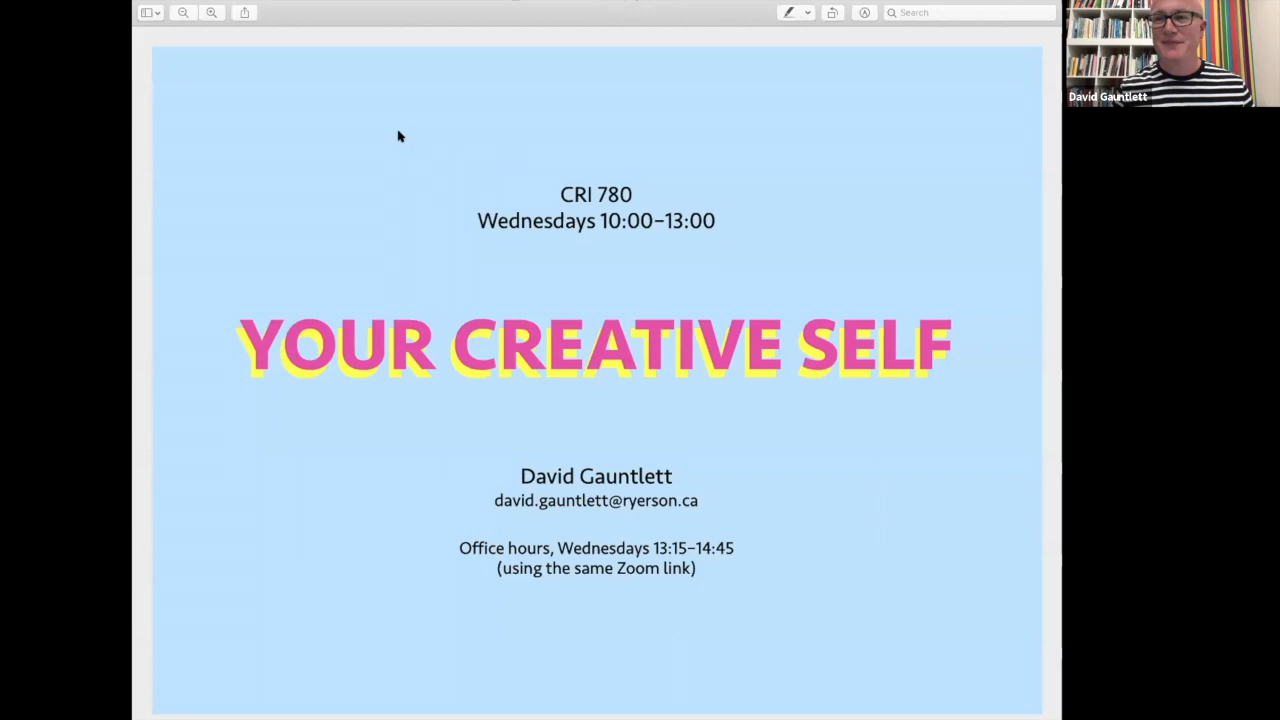 Search
David Gauntlett
CRI 780
Wednesdays 10:00–13:00
YOUR CREATIVE SELF
David Gauntlett
david.gauntlett@ryerson.ca
Office hours, Wednesdays 13:15–14:45
(using the same Zoom link)